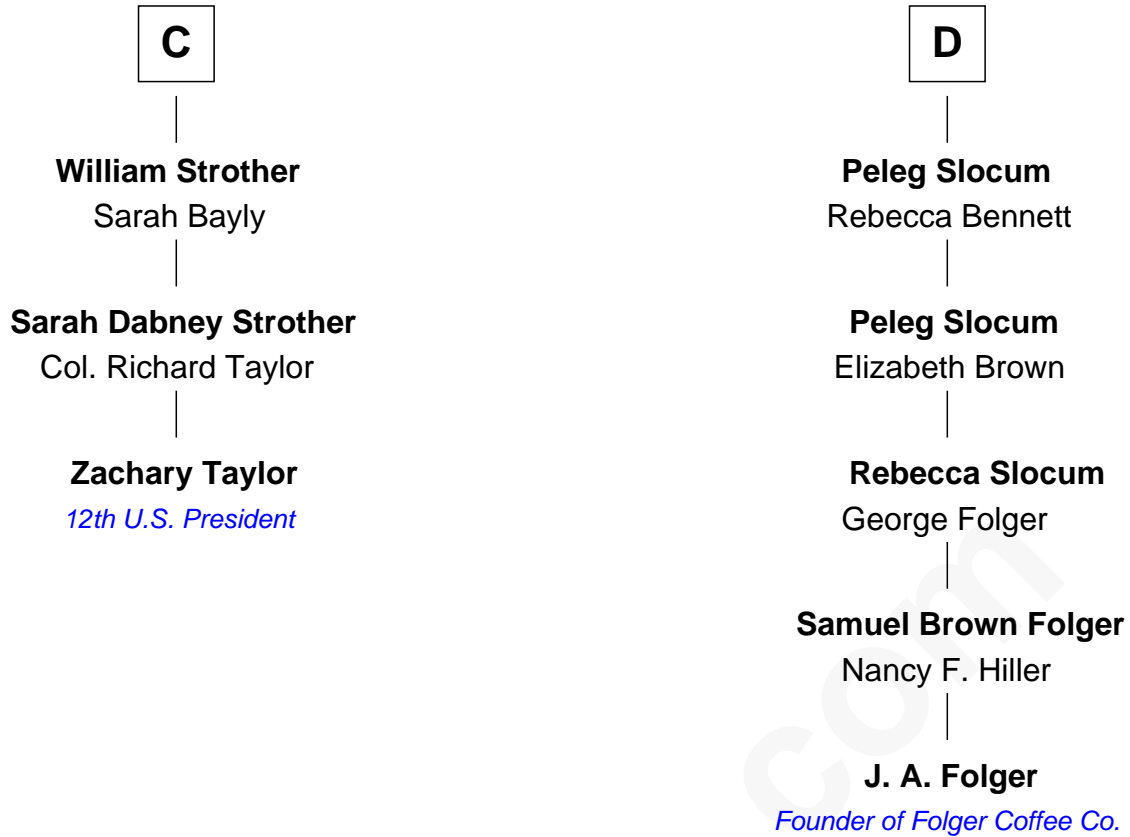 C
William Strother
Sarah Bayly
Sarah Dabney Strother
Col. Richard Taylor
Zachary Taylor
12th U.S. President
D
Peleg Slocum
Rebecca Bennett
Peleg Slocum
Elizabeth Brown
Rebecca Slocum
George Folger
Samuel Brown Folger
Nancy F. Hiller
J. A. Folger
Founder of Folger Coffee Co.
com